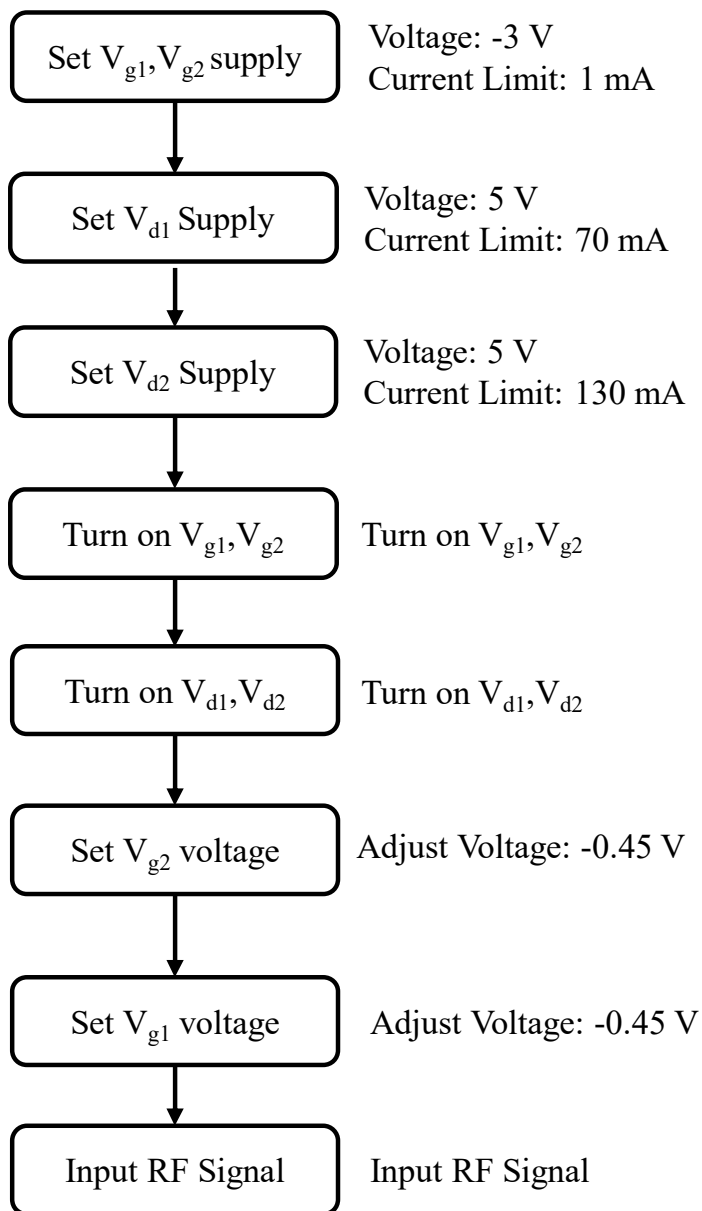 Set Vg1,Vg2 supply
Voltage: -3 V
Current Limit: 1 mA
Set Vd1 Supply
Voltage: 5 V
Current Limit: 70 mA
Set Vd2 Supply
Voltage: 5 V
Current Limit: 130 mA
Turn on Vg1,Vg2
Turn on Vg1,Vg2
Turn on Vd1,Vd2
Turn on Vd1,Vd2
Set Vg2 voltage
Adjust Voltage: -0.45 V
Set Vg1 voltage
Adjust Voltage: -0.45 V
Input RF Signal
Input RF Signal